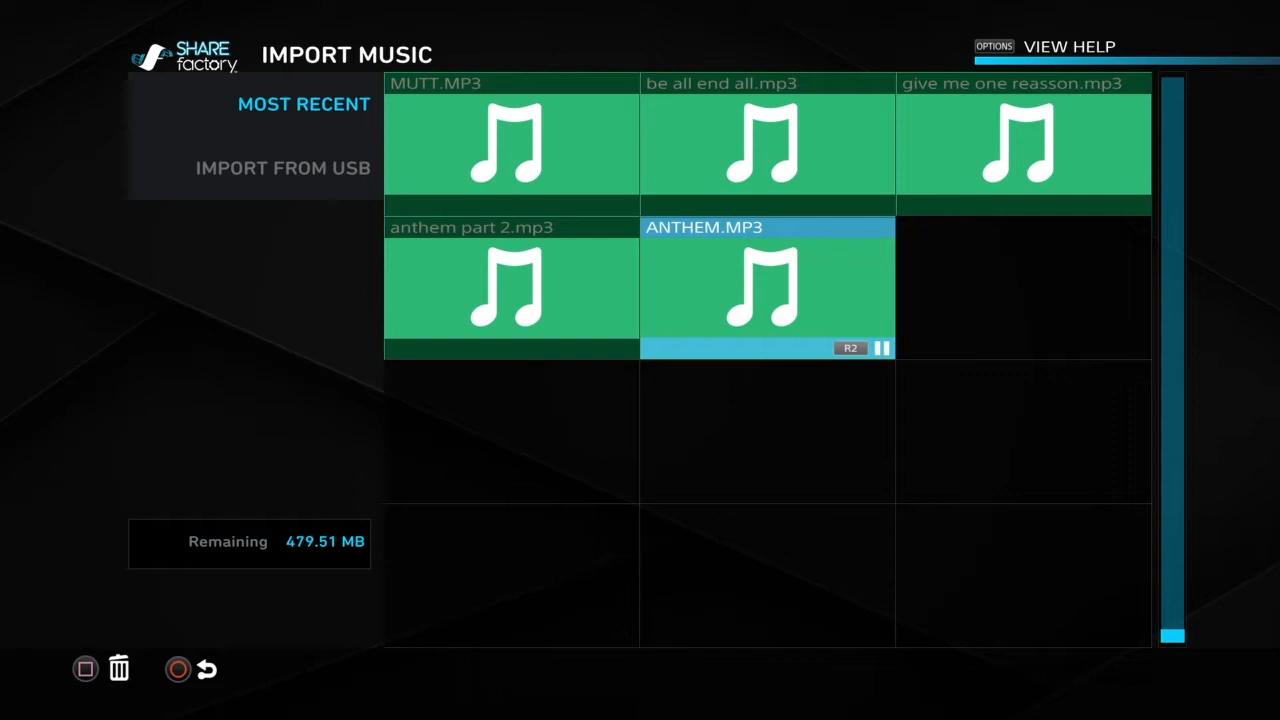 SHARE
factory™
IMPORT MUSIC
OPTIONS VIEW HELP
MOST RECENT
IMPORT FROM USB
MUTT.MP3
be all end all.mp3
give me one reasson.mp3
anthem part 2.mp3
ANTHEM.MP3
R2
Remaining 479.51 MB